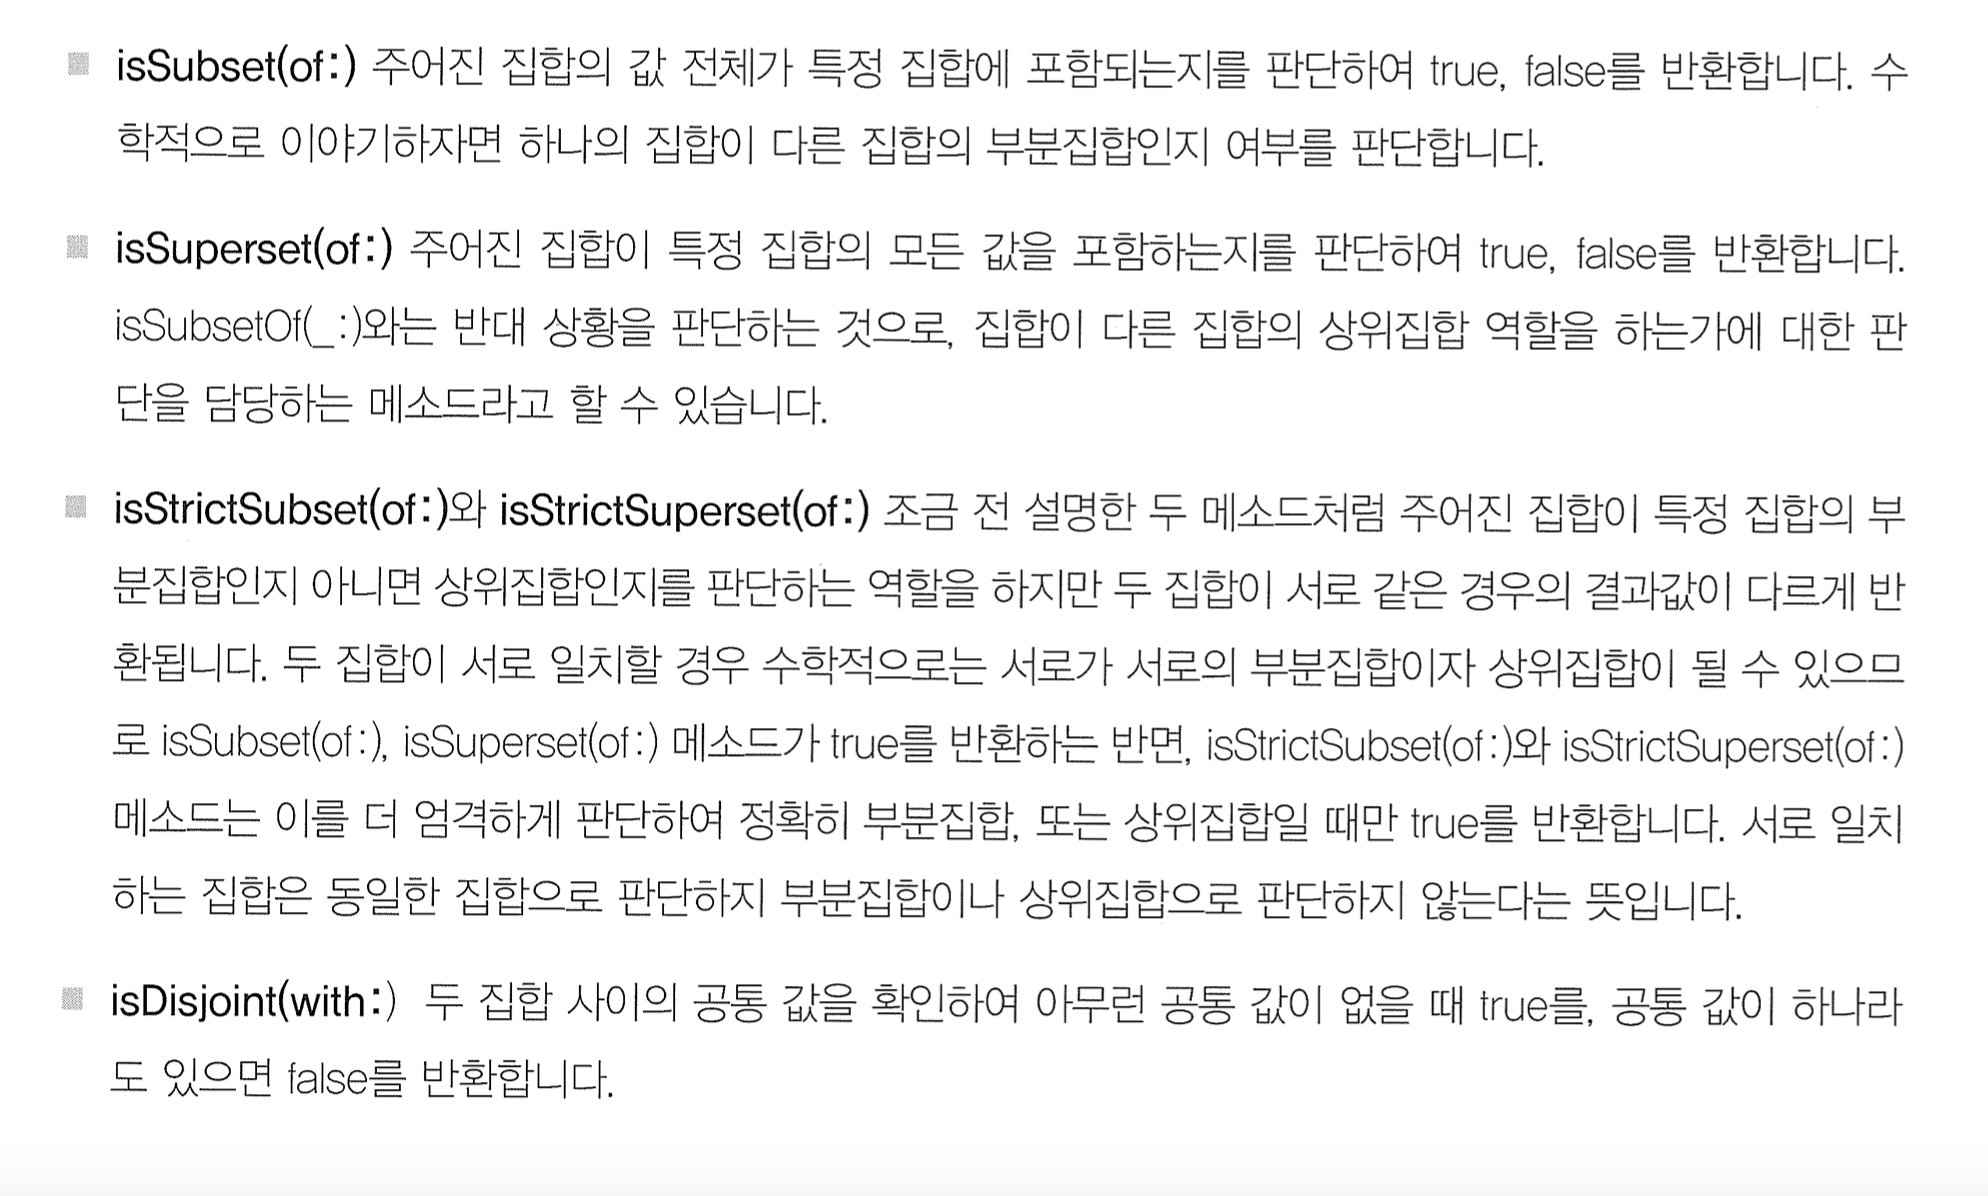 isSubset(of:) 주어진 집합의 값 전체가 특정 집합에 포함되는지를 판단하여 true, false를 반환합니다. 수
학적으로 이야기하자면 하나의 집합이 다른 집합의 부분집합인지 여부를 판단합니다.
isSuperset(of:) 주어진 집합이 특정 집합의 모든 값을 포함하는지를 판단하여 true, false를 반환합니다.
isSubsetOf(_:)와는 반대 상황을 판단하는 것으로, 집합이 다른 집합의 상위집합 역할을 하는가에 대한 판
단을 담당하는 메소드라고 할 수 있습니다.
isStrictSubset(of:)와 isStrictSuperset(of:) 조금 전 설명한 두 메소드처럼 주어진 집합이 특정 집합의 부
분집합인지 아니면 상위집합인지를 판단하는 역할을 하지만 두 집합이 서로 같은 경우의 결과값이 다르게 반
환됩니다. 두 집합이 서로 일치할 경우 수학적으로는 서로가 서로의 부분집합이자 상위집합이 될 수 있으므
로 isSubset(of:), isSuperset(of:) 메소드가 true를 반환하는 반면, isStrictSubset(of:)와 isStrictSuperset(of:)
메소드는 이를 더 엄격하게 판단하여 정확히 부분집합, 또는 상위집합일 때만 true를 반환합니다. 서로 일치
하는 집합은 동일한 집합으로 판단하지 부분집합이나 상위집합으로 판단하지 않는다는 뜻입니다.
isDisjoint(with:) 두 집합 사이의 공통 값을 확인하여 아무런 공통 값이 없을 때 true를, 공통 값이 하나라
도 있으면 false를 반환합니다.